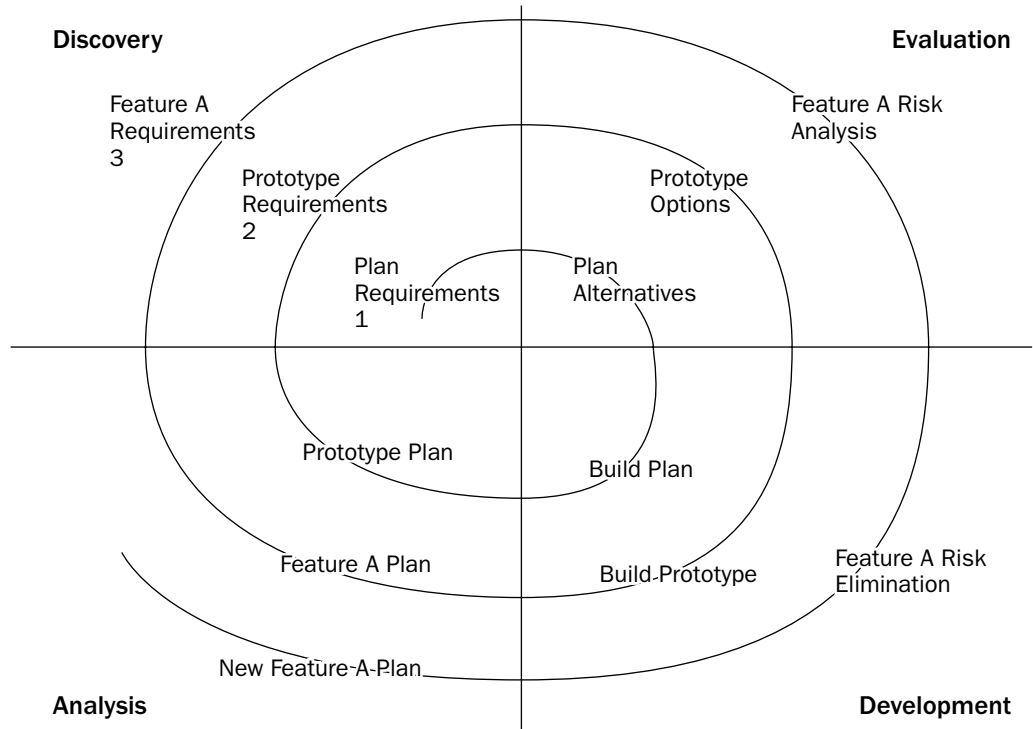 Discovery
Evaluation
Feature A
Requirements
3
Feature A Risk
Analysis
Prototype
Requirements
2
Prototype
Options
Plan
Requirements
1
Plan
Alternatives
Prototype Plan
Build Plan
Feature A Plan
Build Prototype
Feature A Risk
Elimination
New Feature A Plan
Analysis
Development